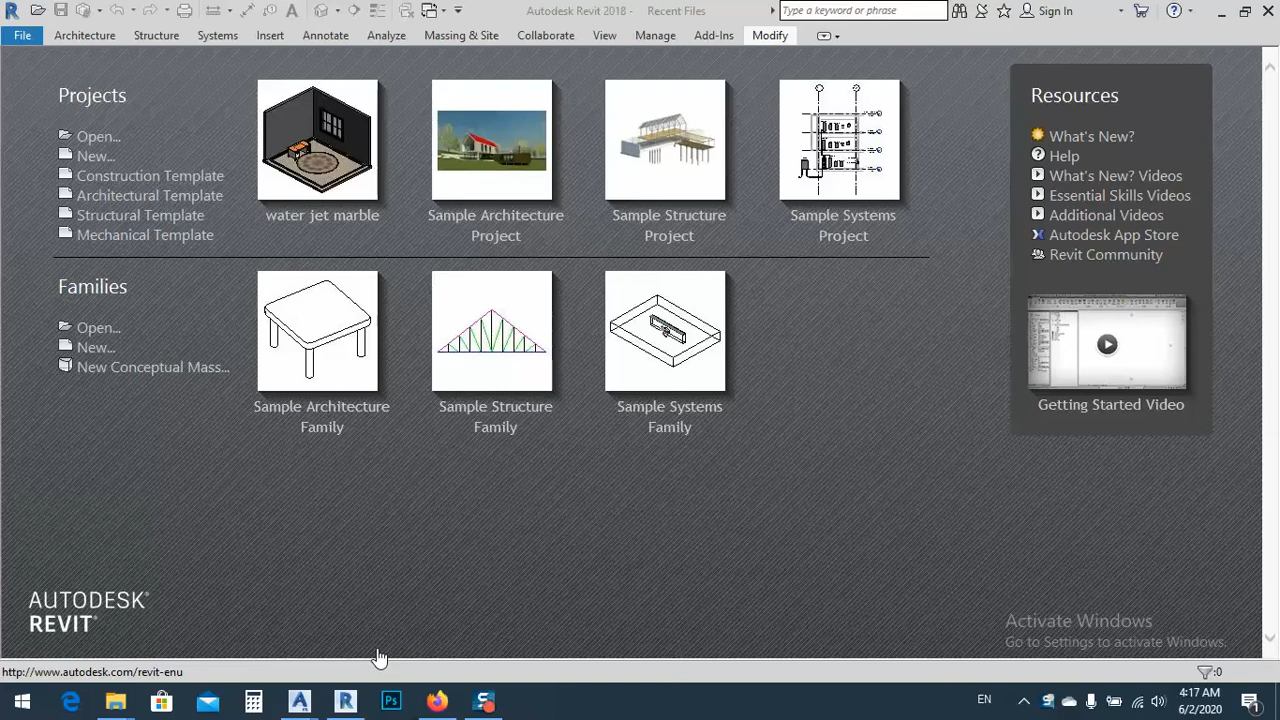 Autodesk Revit 2018 - Recent Files
Type a keyword or phrase
Sign In
File Architecture Structure Systems Insert Annotate Analyze Massing & Site Collaborate View Manage Add-Ins Modify
Projects
Open...
New...
Construction Template
Architectural Template
Structural Template
Mechanical Template
water jet marble
Sample Architecture
Project
Sample Structure
Project
Sample Systems
Project
Families
Open...
New...
New Conceptual Mass...
Sample Architecture
Family
Sample Structure
Family
Sample Systems
Family
Resources
What's New?
Help
What's New? Videos
Essential Skills Videos
Additional Videos
Autodesk App Store
Revit Community
Getting Started Video
AUTODESK®
REVIT®
Activate Windows
Go to Settings to activate Windows.
http://www.autodesk.com/revit-enu
:0
Ps
EN
4:17 AM
6/2/2020
1